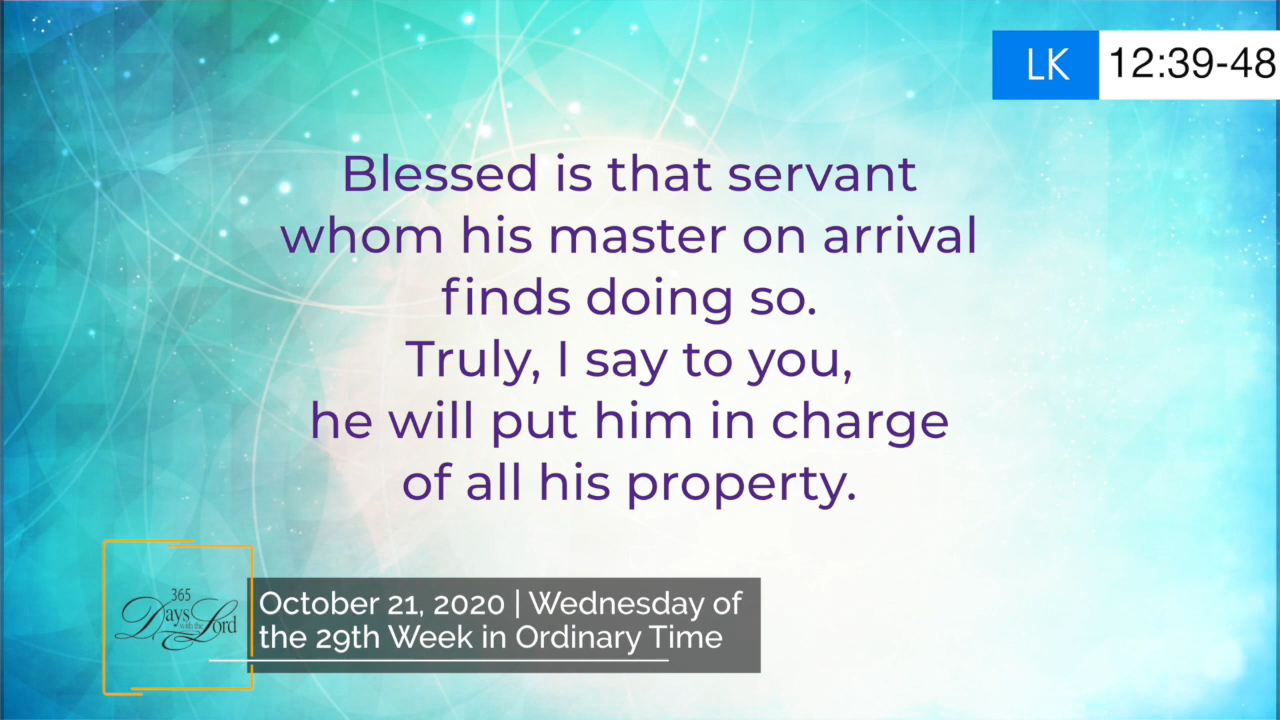 LK 12:39-48
Blessed is that servant
whom his master on arrival
finds doing so.
Truly, I say to you,
he will put him in charge
of all his property.
365
Days with the Lord
October 21, 2020 | Wednesday of
the 29th Week in Ordinary Time